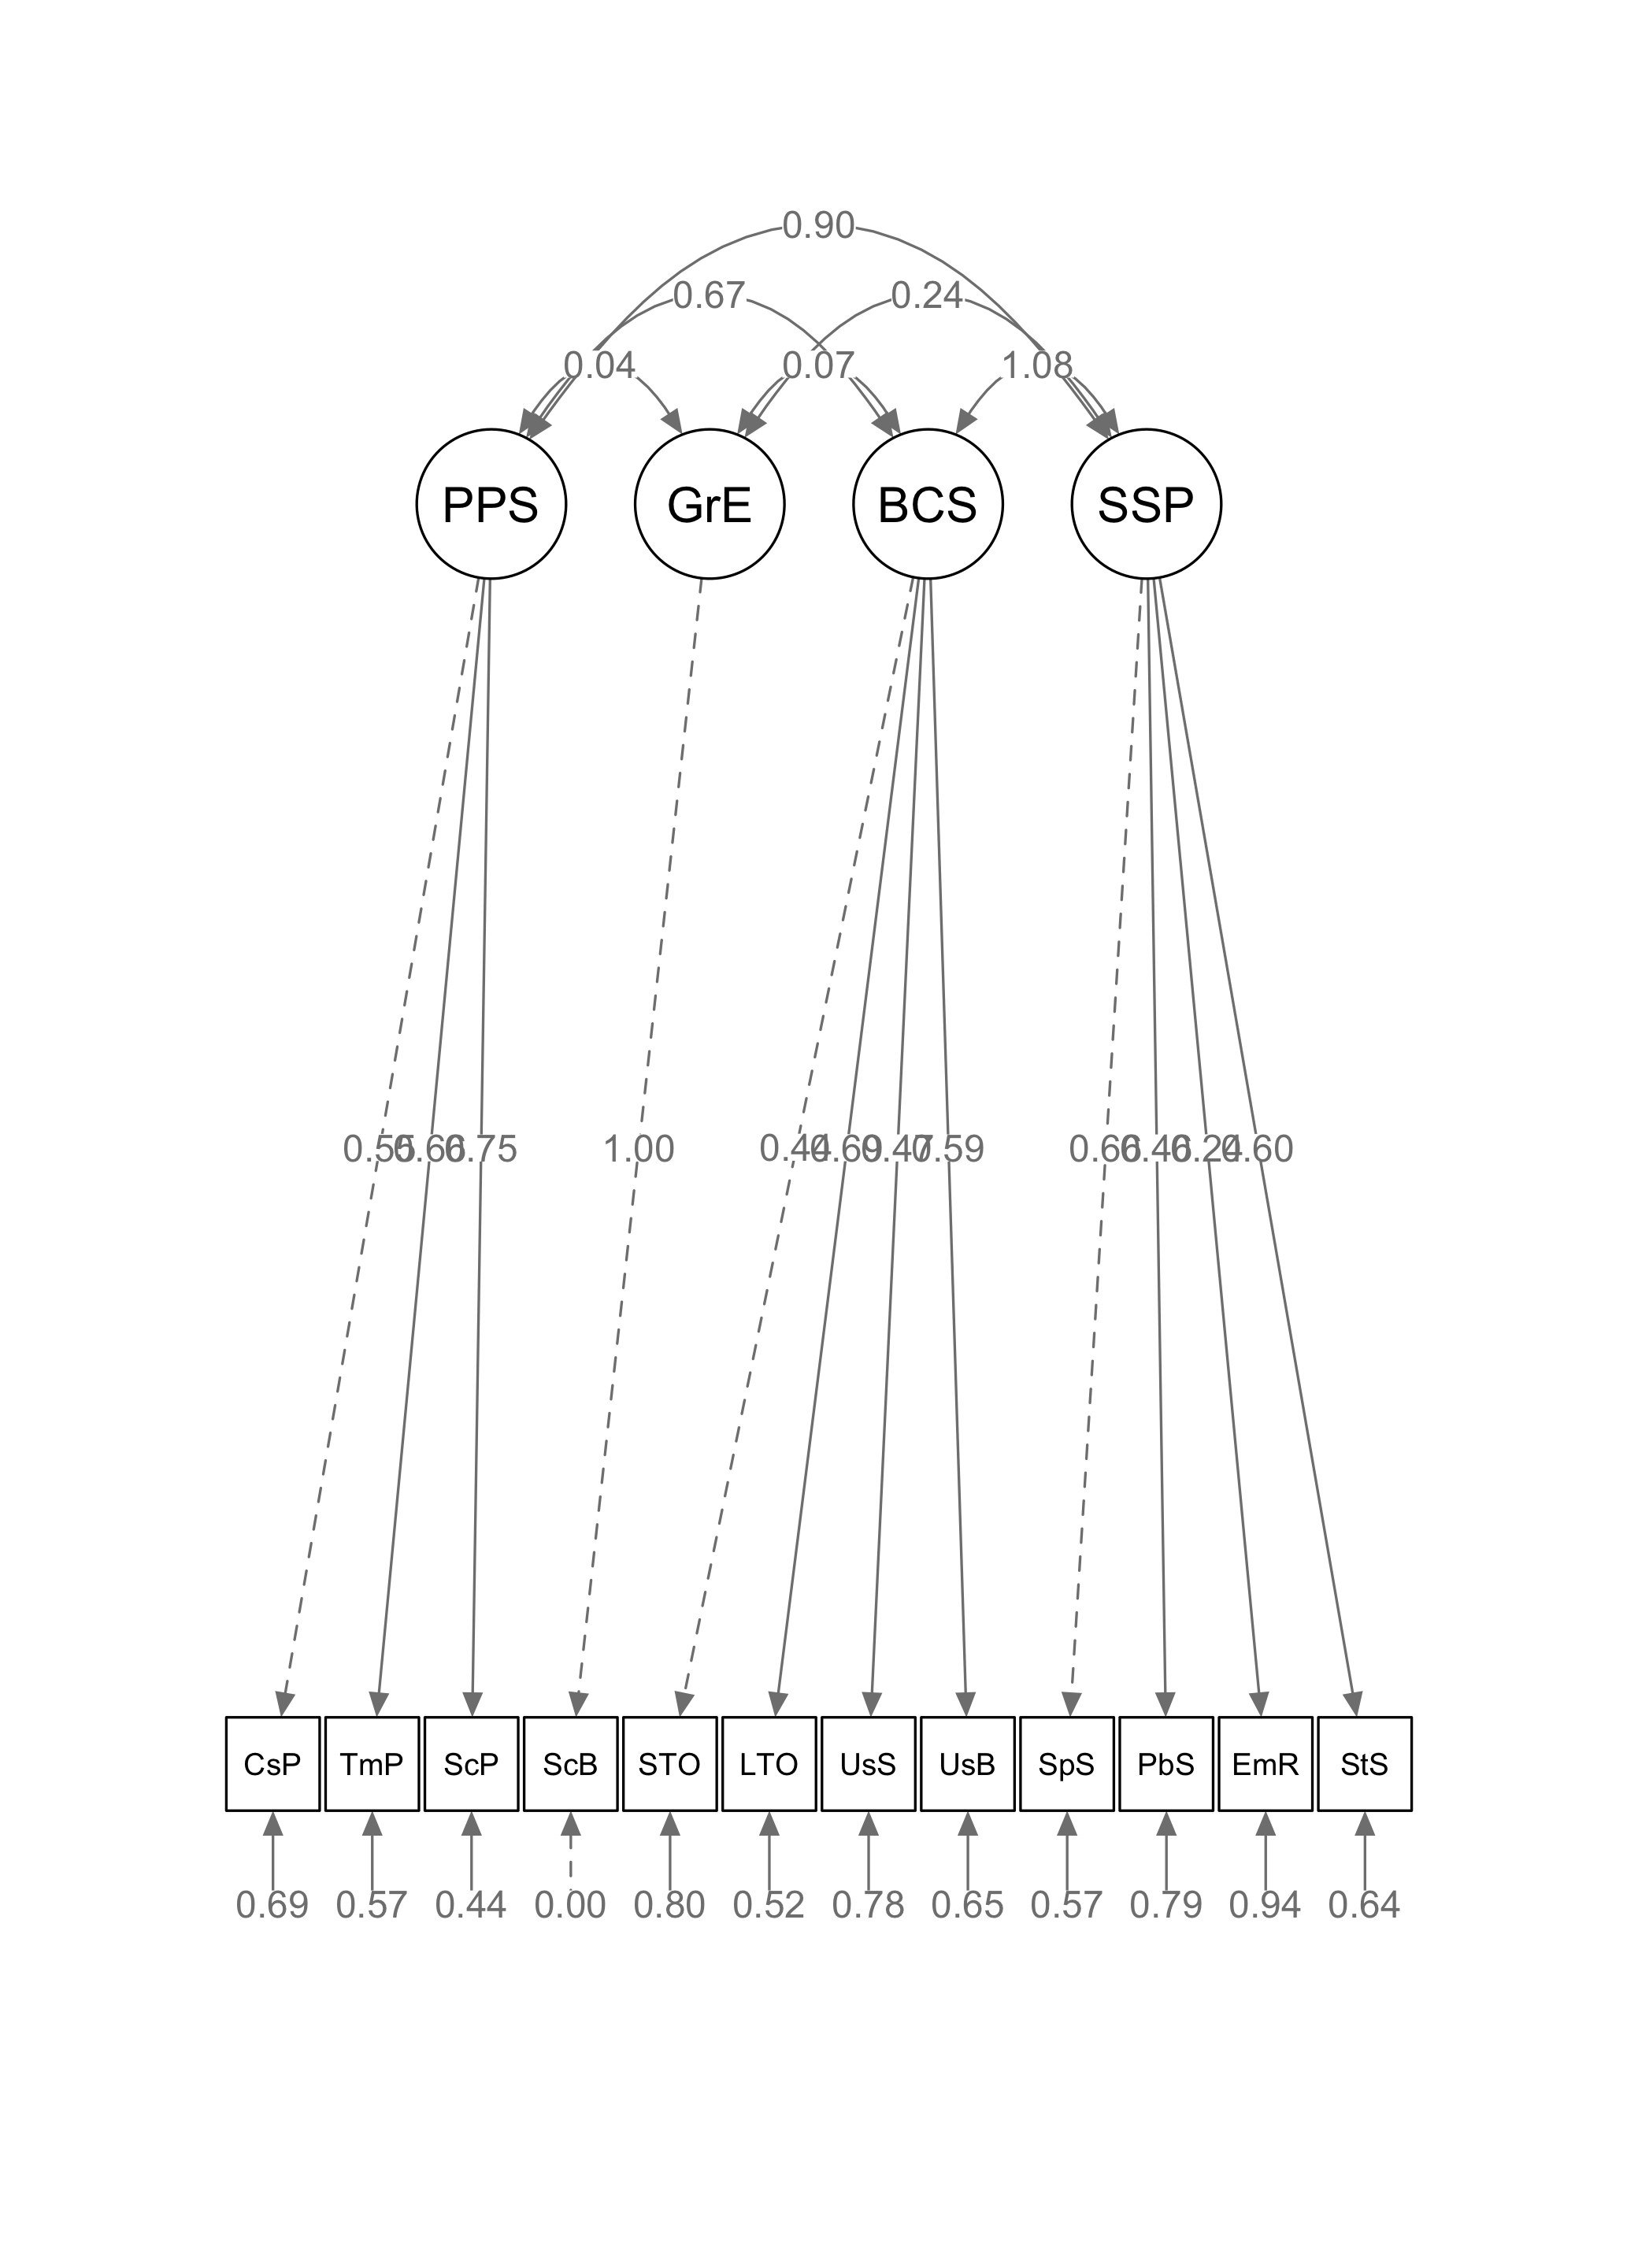 0.90
0.67 0.24
0.04 0.07 1.08
PPS GrE BCS SSP
0.55 0.66 0.75 1.00 0.44 0.69 0.47 0.59 0.66 0.46 0.24 0.60
CsP TmP ScP ScB STO LTO UsS UsB SpS PbS EmR StS
0.69 0.57 0.44 0.00 0.80 0.52 0.78 0.65 0.57 0.79 0.94 0.64